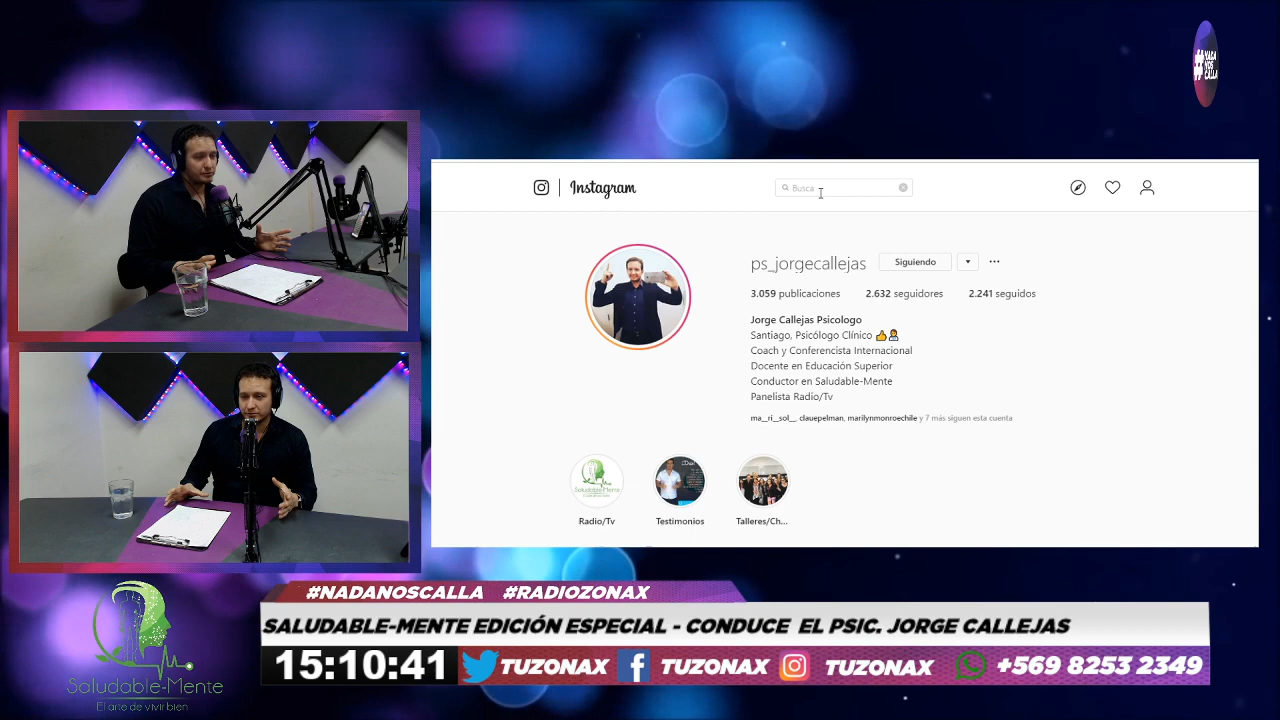 #NADA
NOS
CALLA
Instagram
Busca
ps_jorgecallejas
Siguiendo
3.059 publicaciones 2.632 seguidores 2.241 seguidos
Jorge Callejas Psicologo
Santiago, Psicólogo Clínico 👍
Coach y Conferencista Internacional
Docente en Educación Superior
Conductor en Saludable-Mente
Panelista Radio/Tv
ma__ri__sol__, clauepelman, marilynmonroechile y 7 más siguen esta cuenta
Saludable-Mente
Radio/Tv Testimonios Talleres/Ch...
#NADANOSCALLA #RADIOZONAX
SALUDABLE-MENTE EDICIÓN ESPECIAL - CONDUCE EL PSIC. JORGE CALLEJAS
15:10:41 TUZONAX TUZONAX TUZONAX +569 8253 2349
Saludable-Mente
El arte de vivir bien